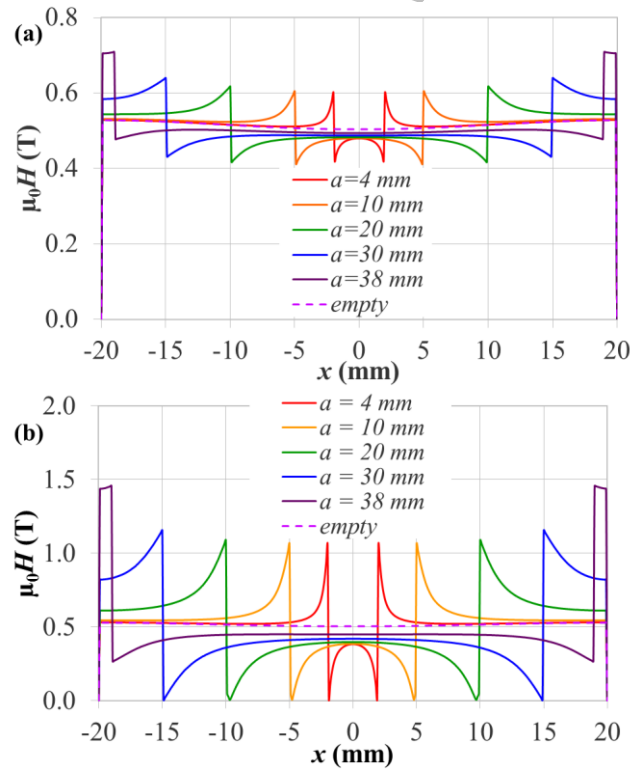 (a)
0.8
0.6
0.4
0.2
0.0
μ₀H (T)
a=4 mm
a=10 mm
a=20 mm
a=30 mm
a=38 mm
empty
-20 -15 -10 -5 0 5 10 15 20
x (mm)
(b)
2.0
1.5
1.0
0.5
0.0
μ₀H (T)
a = 4 mm
a = 10 mm
a = 20 mm
a = 30 mm
a = 38 mm
empty
-20 -15 -10 -5 0 5 10 15 20
x (mm)